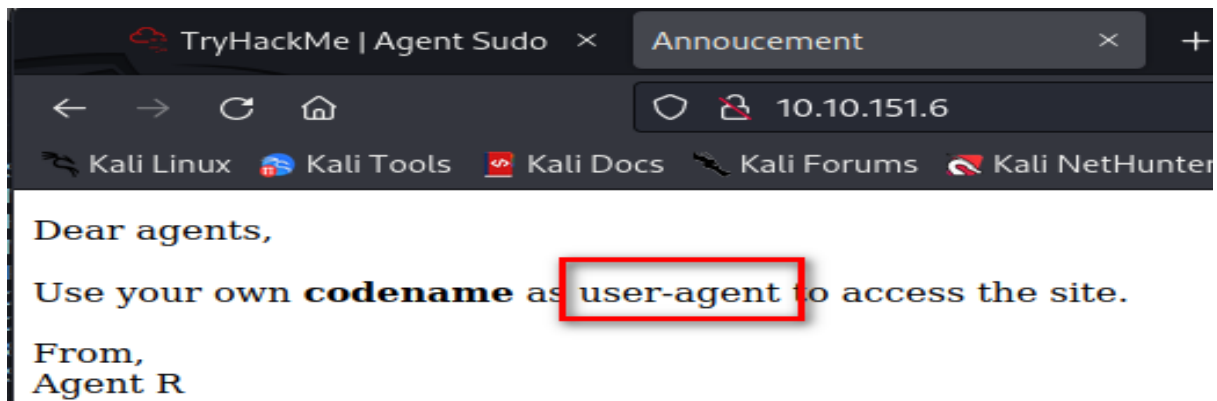 TryHackMe | Agent Sudo × Annoucement × +
10.10.151.6
Kali Linux Kali Tools Kali Docs Kali Forums Kali NetHunter
Dear agents,
Use your own codename as user-agent to access the site.
From,
Agent R